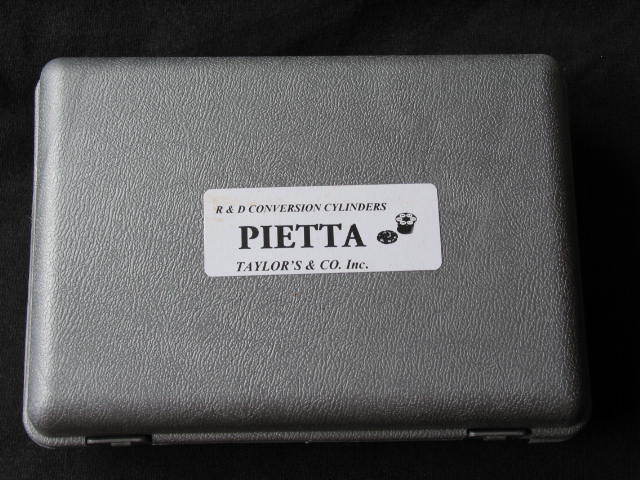 R & D CONVERSION CYLINDERS
PIETTA
TAYLOR'S & CO. Inc.